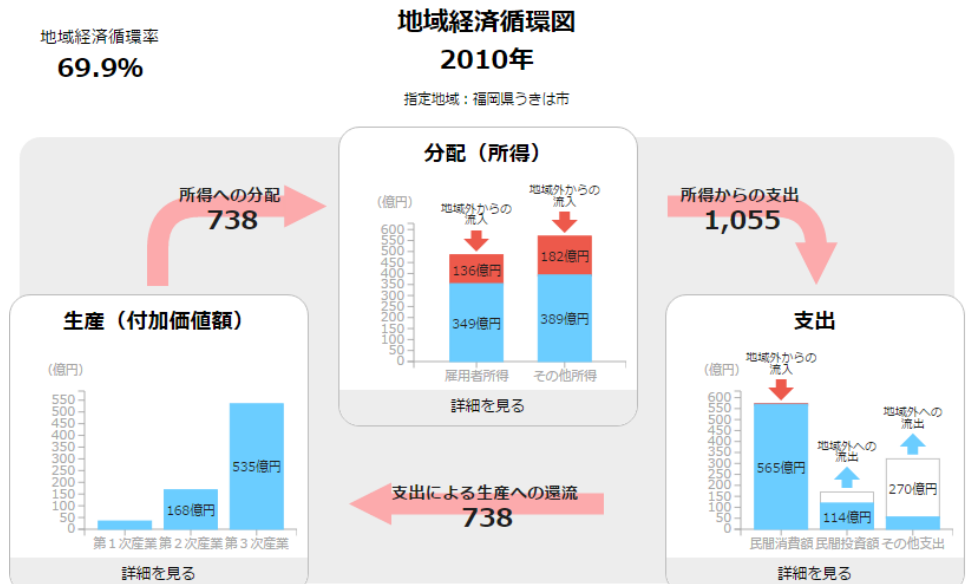 地域経済循環率
69.9%
地域経済循環図
2010年
指定地域：福岡県うきは市
所得への分配
738
分配（所得）
（億円）
600
550
500
450
400
350
300
250
200
150
100
50
0
地域外からの
流入
136億円
349億円
地域外からの
流入
182億円
389億円
雇用者所得
その他所得
詳細を見る
所得からの支出
1,055
生産（付加価値額）
（億円）
550
500
450
400
350
300
250
200
150
100
50
0
168億円
535億円
第１次産業
第２次産業
第３次産業
詳細を見る
支出による生産への還流
738
支出
（億円）
600
550
500
450
400
350
300
250
200
150
100
50
0
地域外からの
流入
565億円
地域外への
流出
114億円
地域外への
流出
270億円
民間消費額
民間投資額
その他支出
詳細を見る